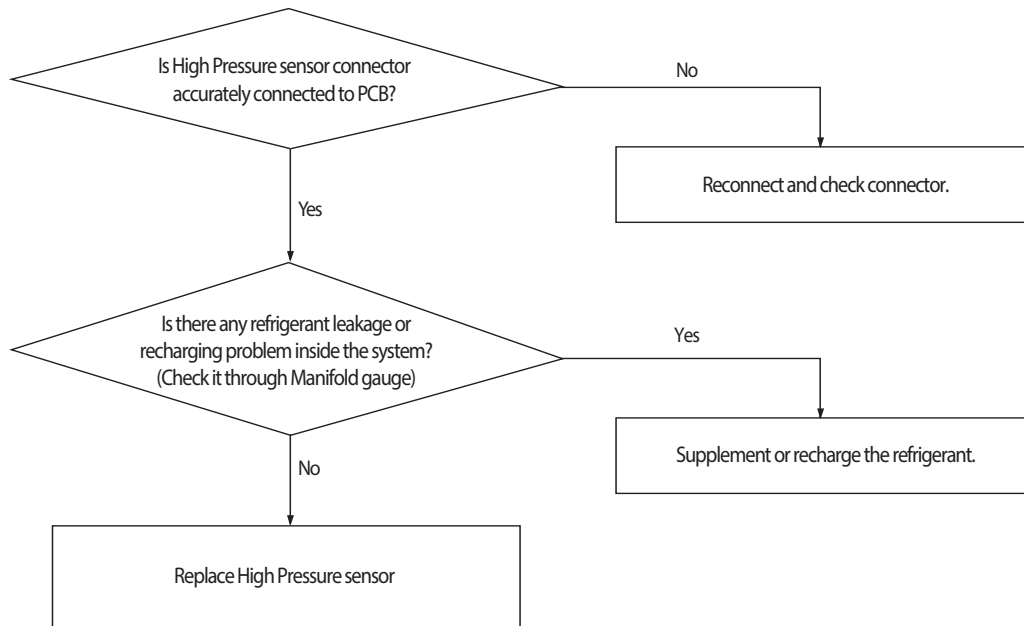 Is High Pressure sensor connector
accurately connected to PCB?
No
Reconnect and check connector.
Yes
Is there any refrigerant leakage or
recharging problem inside the system?
(Check it through Manifold gauge)
Yes
Supplement or recharge the refrigerant.
No
Replace High Pressure sensor